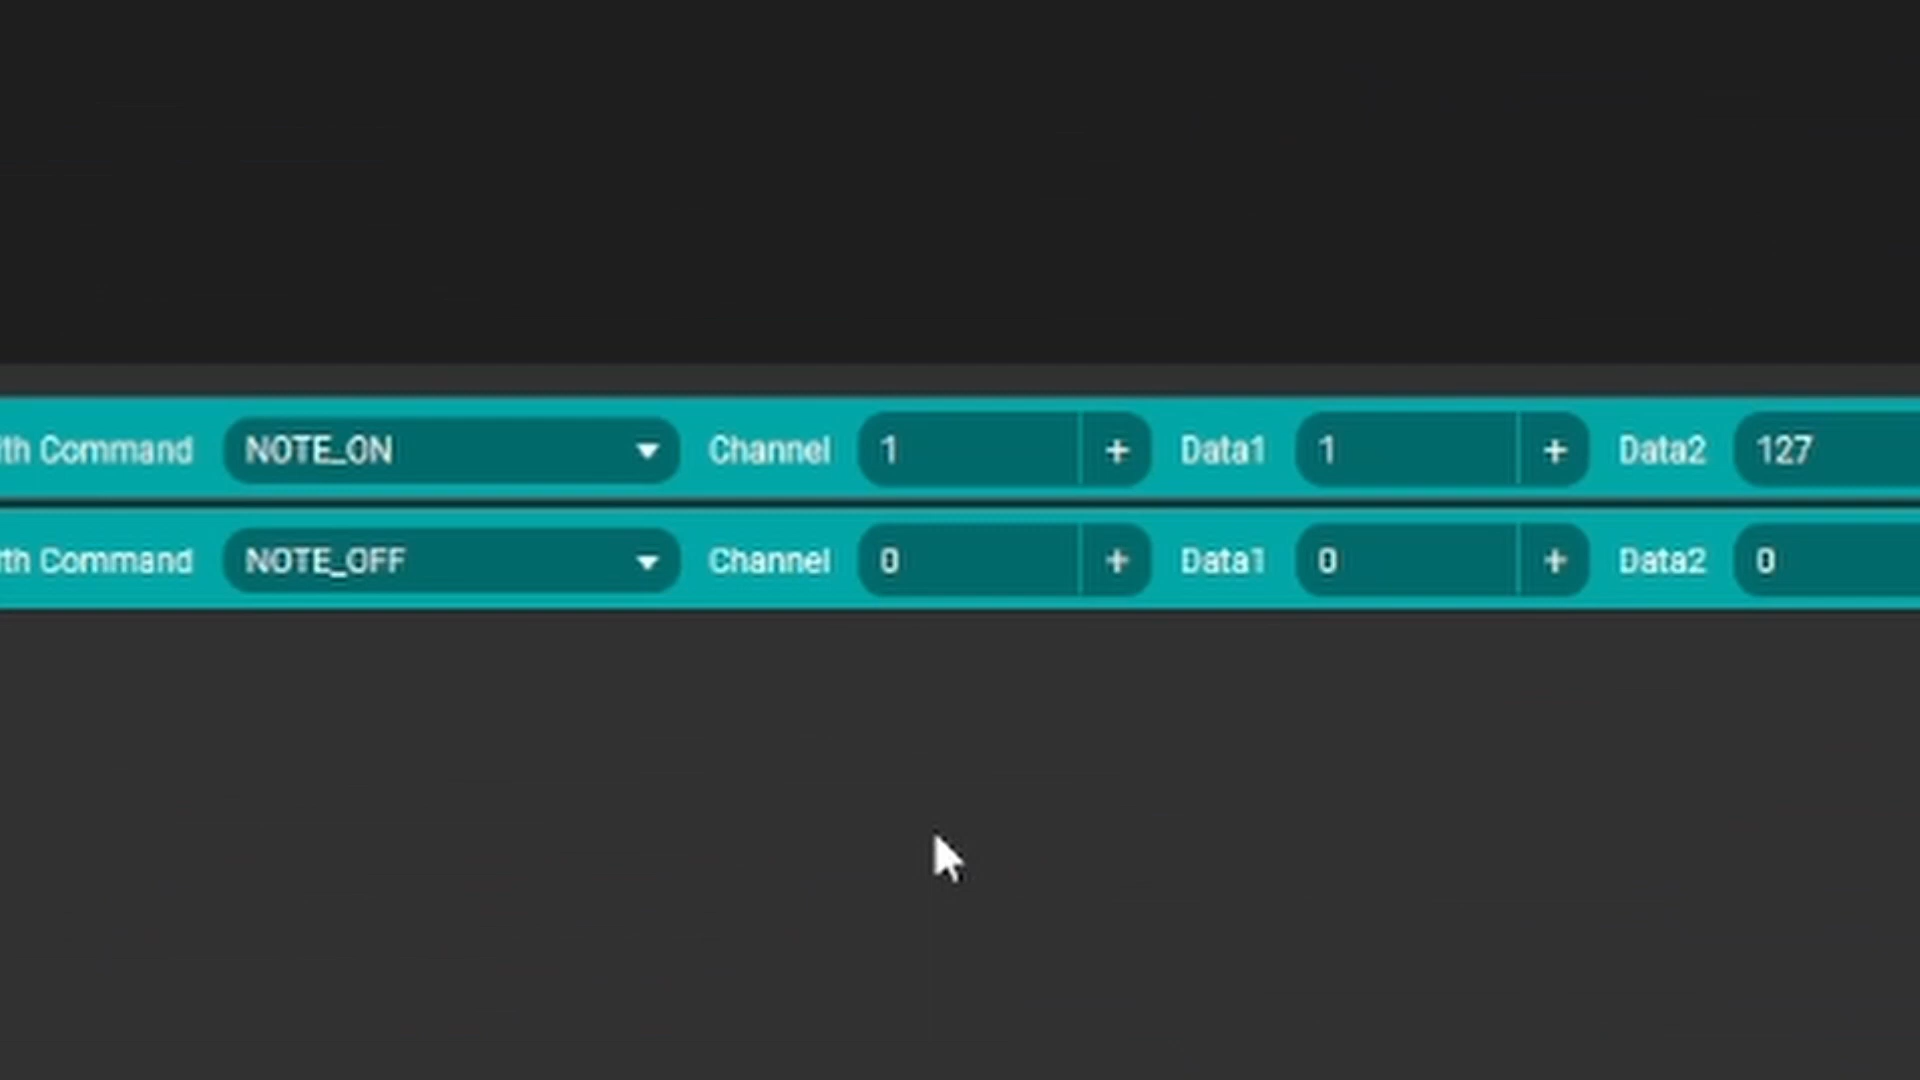 th Command NOTE_ON Channel 1 + Data1 1 + Data2 127
th Command NOTE_OFF Channel 0 + Data1 0 + Data2 0